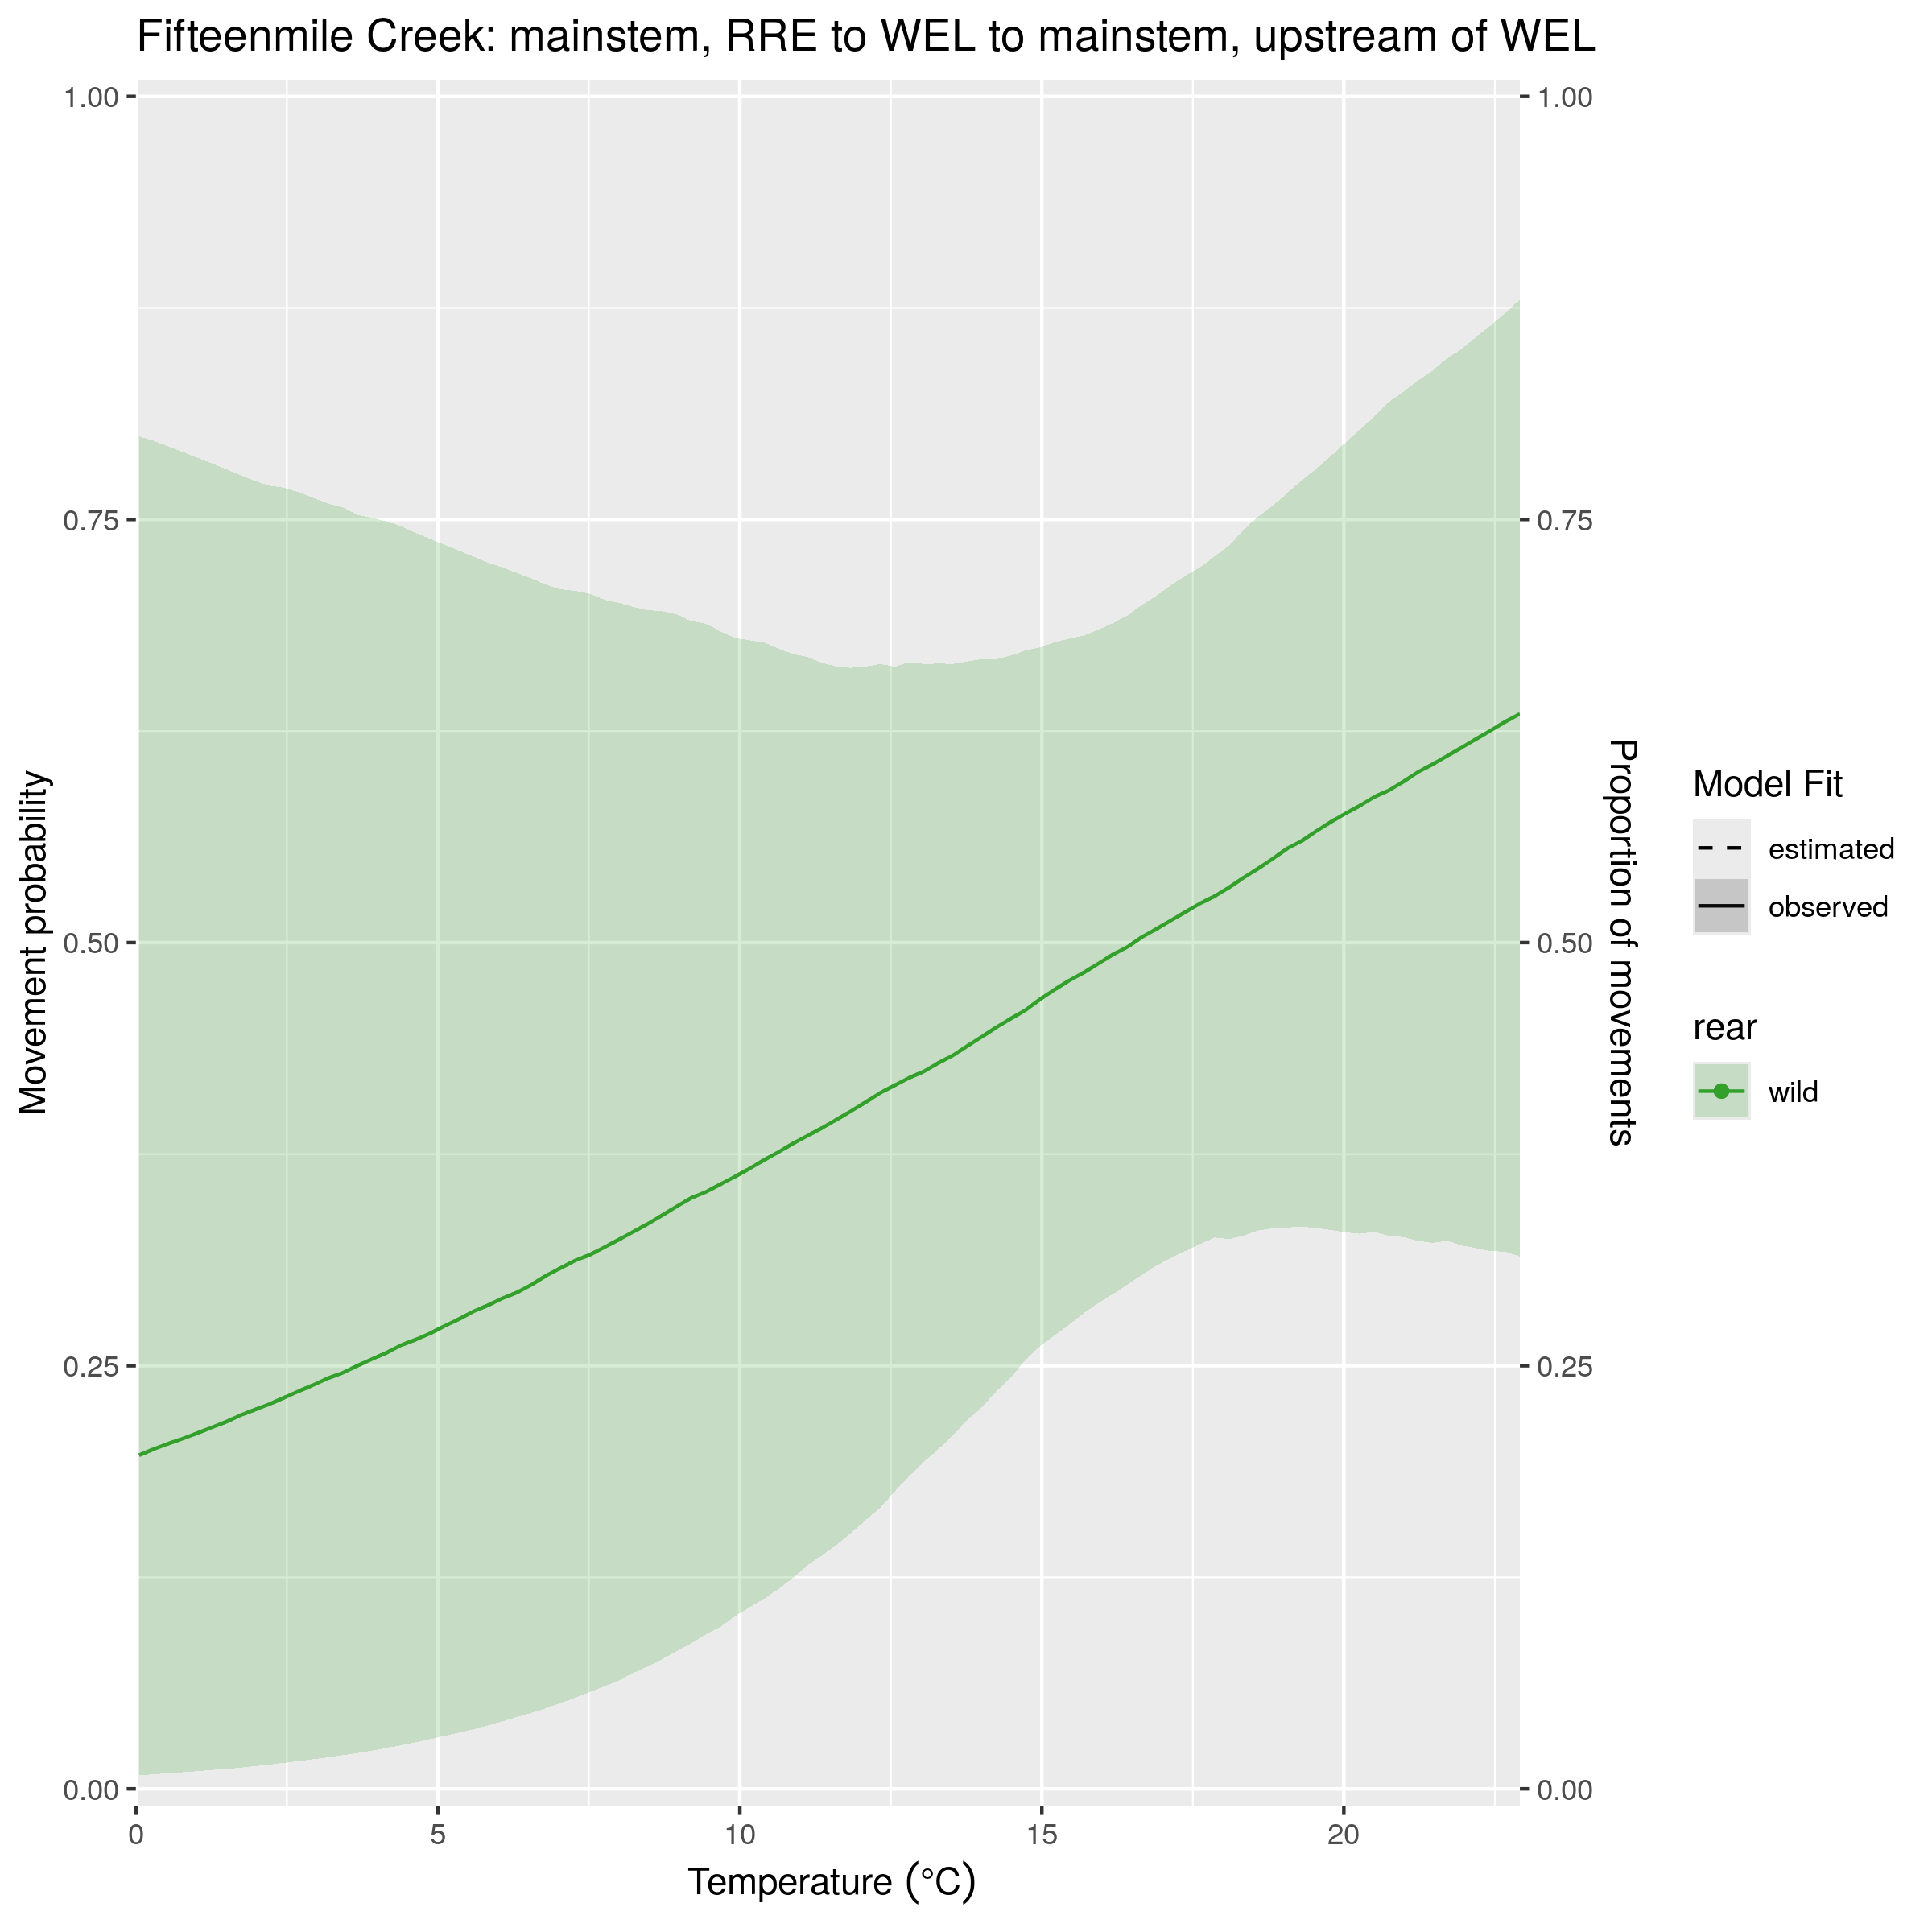 Fifteenmile Creek: mainstem, RRE to WEL to mainstem, upstream of WEL
Movement probability
1.00
0.75
0.50
0.25
0.00
1.00
0.75
0.50
0.25
0.00
Proportion of movements
0
5
10
15
20
Temperature (°C)
Model Fit
estimated
observed
rear
wild